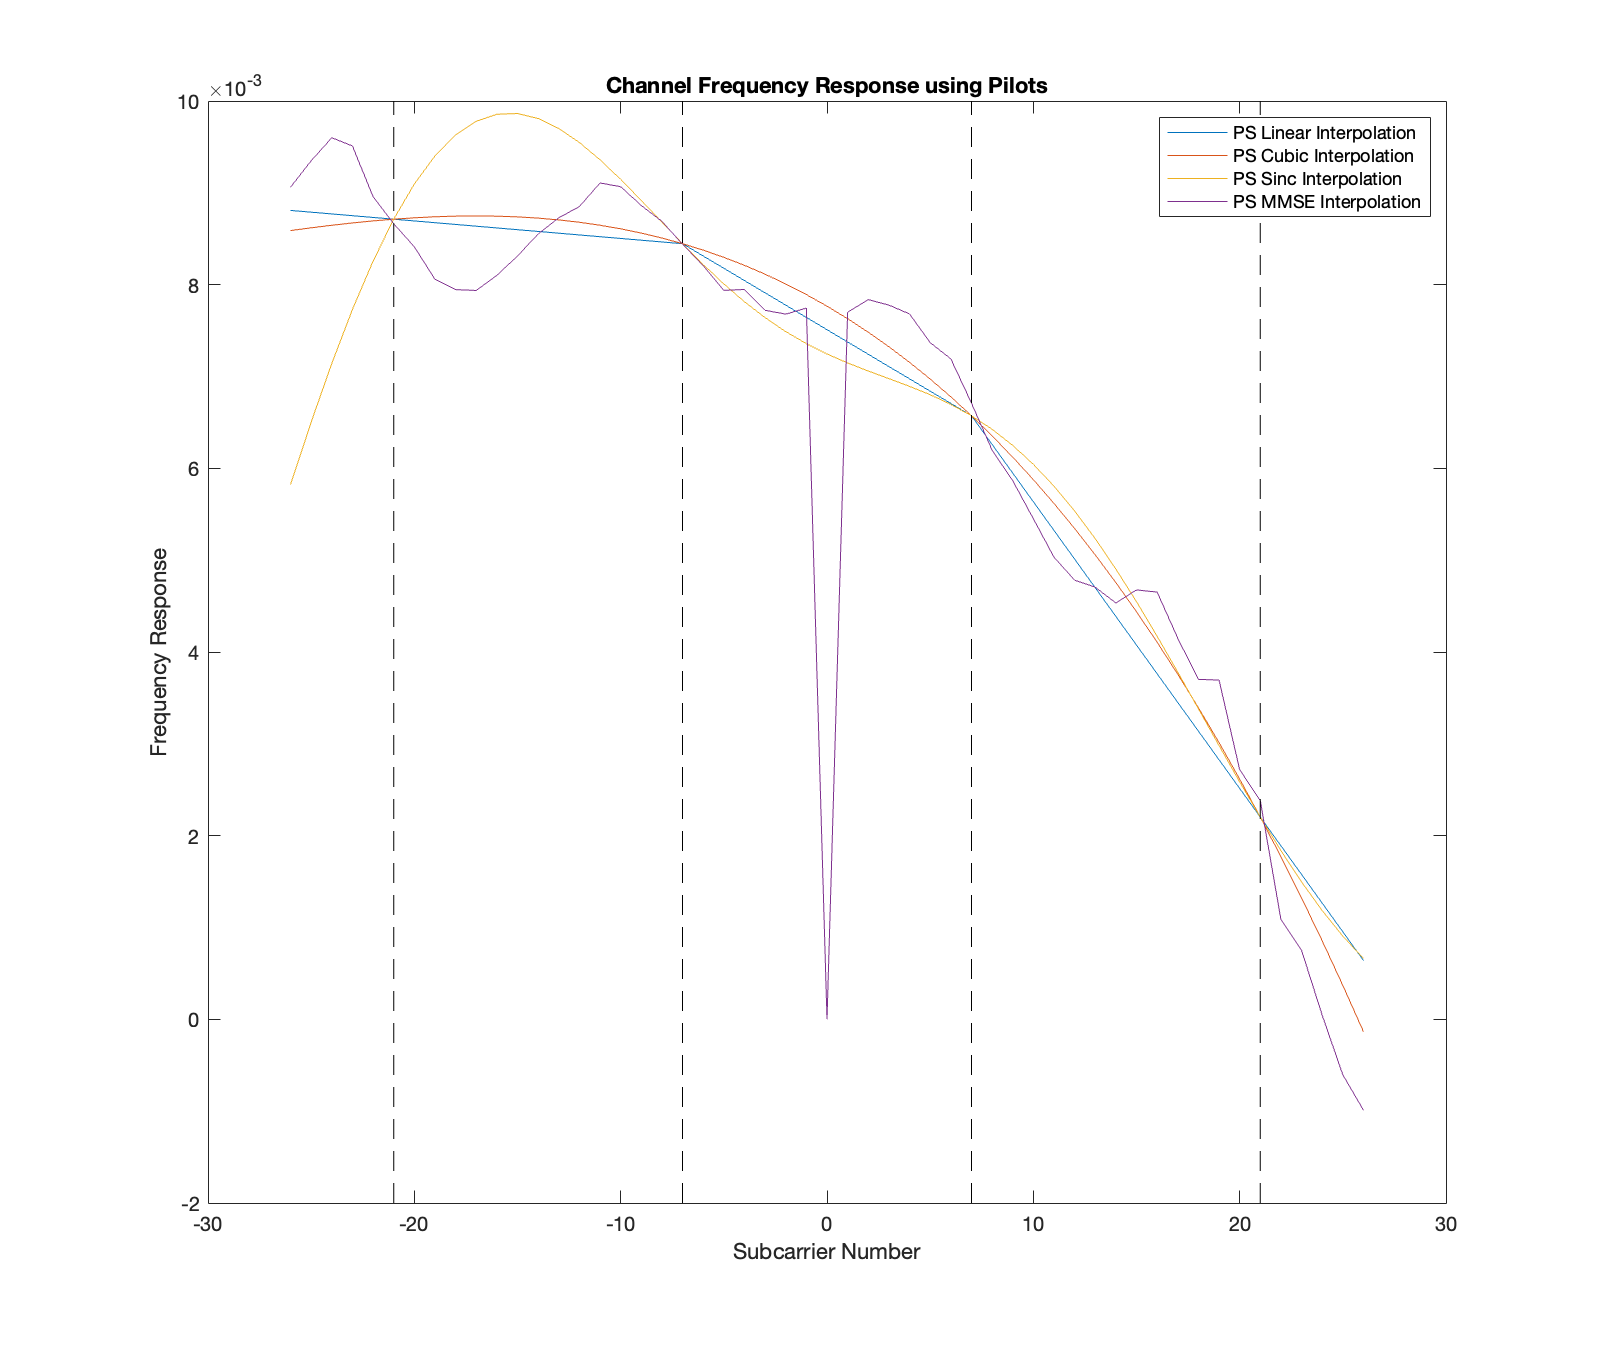 Channel Frequency Response using Pilots
×10-3
10
8
6
4
2
0
-2
Frequency Response
-30
-20
-10
0
10
20
30
Subcarrier Number
PS Linear Interpolation
PS Cubic Interpolation
PS Sinc Interpolation
PS MMSE Interpolation